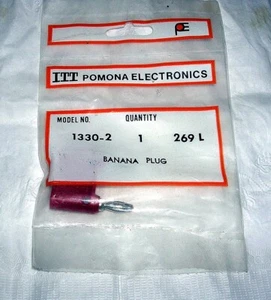 ITT POMONA ELECTRONICS
MODEL NO. QUANTITY
1330-2 1 269 L
BANANA PLUG